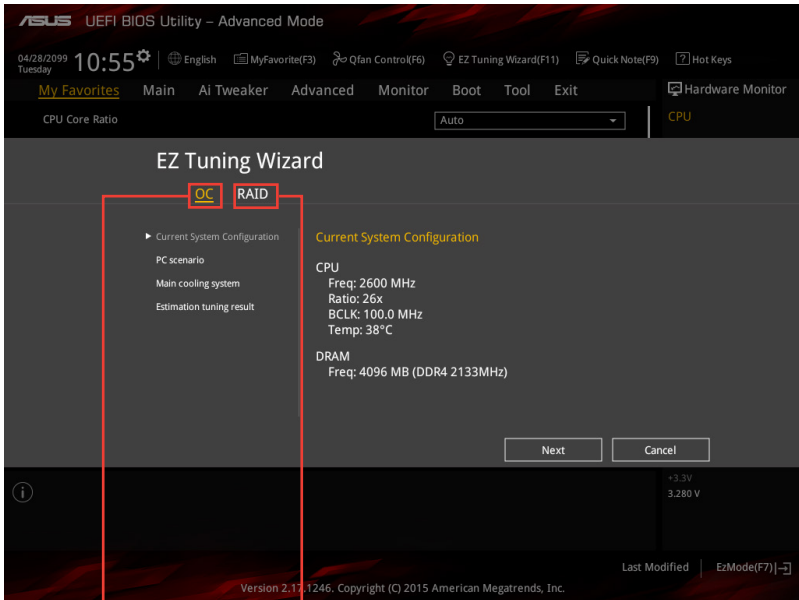 ASUS UEFI BIOS Utility – Advanced Mode
04/28/2099 Tuesday 10:55 English MyFavorite(F3) Qfan Control(F6) EZ Tuning Wizard(F11) Quick Note(F9) ? Hot Keys
My Favorites Main Ai Tweaker Advanced Monitor Boot Tool Exit Hardware Monitor
CPU Core Ratio Auto CPU
EZ Tuning Wizard
OC RAID
Current System Configuration
PC scenario
Main cooling system
Estimation tuning result
Current System Configuration
CPU
Freq: 2600 MHz
Ratio: 26x
BCLK: 100.0 MHz
Temp: 38°C
DRAM
Freq: 4096 MB (DDR4 2133MHz)
Next Cancel
+3.3V
3.280 V
Last Modified EzMode(F7)
Version 2.17.1246. Copyright (C) 2015 American Megatrends, Inc.